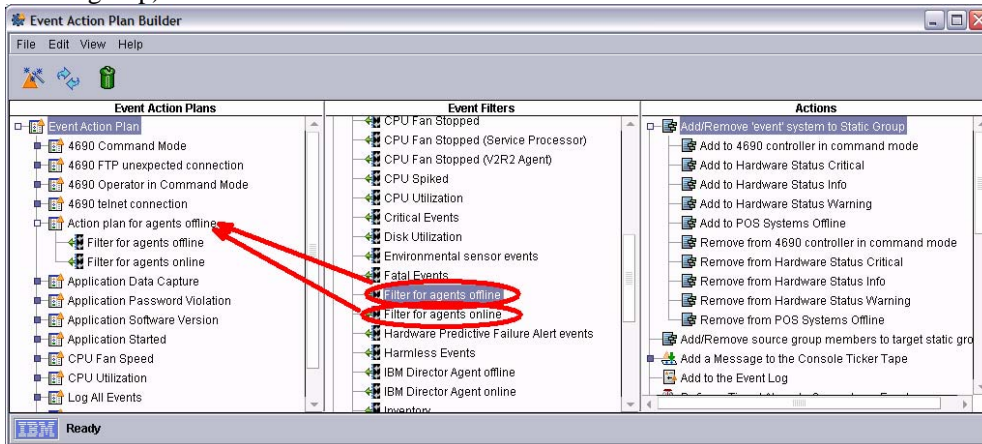 Event Action Plan Builder
File Edit View Help
Event Action Plans
Event Action Plan
4690 Command Mode
4690 FTP unexpected connection
4690 Operator in Command Mode
4690 telnet connection
Action plan for agents offline
Filter for agents offline
Filter for agents online
Application Data Capture
Application Password Violation
Application Software Version
Application Started
CPU Fan Speed
CPU Utilization
Log All Events
Event Filters
CPU Fan Stopped
CPU Fan Stopped (Service Processor)
CPU Fan Stopped (V2R2 Agent)
CPU Spiked
CPU Utilization
Critical Events
Disk Utilization
Environmental sensor events
Fatal Events
Filter for agents offline
Filter for agents online
Hardware Predictive Failure Alert events
Harmless Events
IBM Director Agent offline
IBM Director Agent online
Inventory
Actions
Add/Remove 'event' system to Static Group
Add to 4690 controller in command mode
Add to Hardware Status Critical
Add to Hardware Status Info
Add to Hardware Status Warning
Add to POS Systems Offline
Remove from 4690 controller in command mode
Remove from Hardware Status Critical
Remove from Hardware Status Info
Remove from Hardware Status Warning
Remove from POS Systems Offline
Add/Remove source group members to target static gro
Add a Message to the Console Ticker Tape
Add to the Event Log
IBM Ready